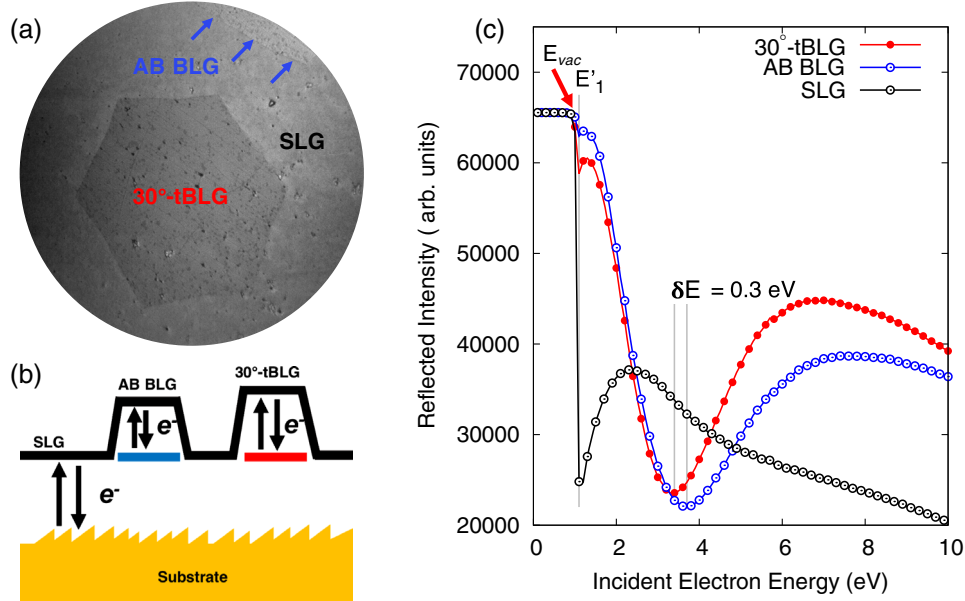 (a)
AB BLG
SLG
30°-tBLG
(b)
AB BLG
30°-tBLG
SLG
e-
e-
e-
Substrate
(c)
30°-tBLG
AB BLG
SLG
Evac
E'1
δE = 0.3 eV
70000
60000
50000
40000
30000
20000
Reflected Intensity ( arb. units)
0 2 4 6 8 10
Incident Electron Energy (eV)